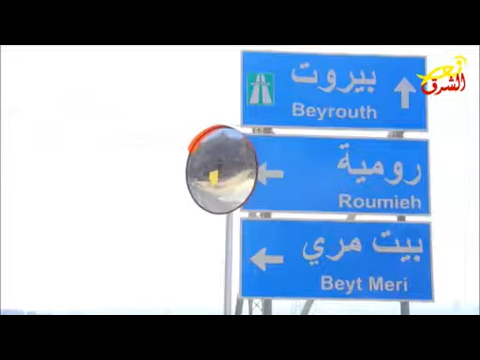 بيروت
Beyrouth
رومية
Roumieh
بيت مري
Beyt Meri
الشرق